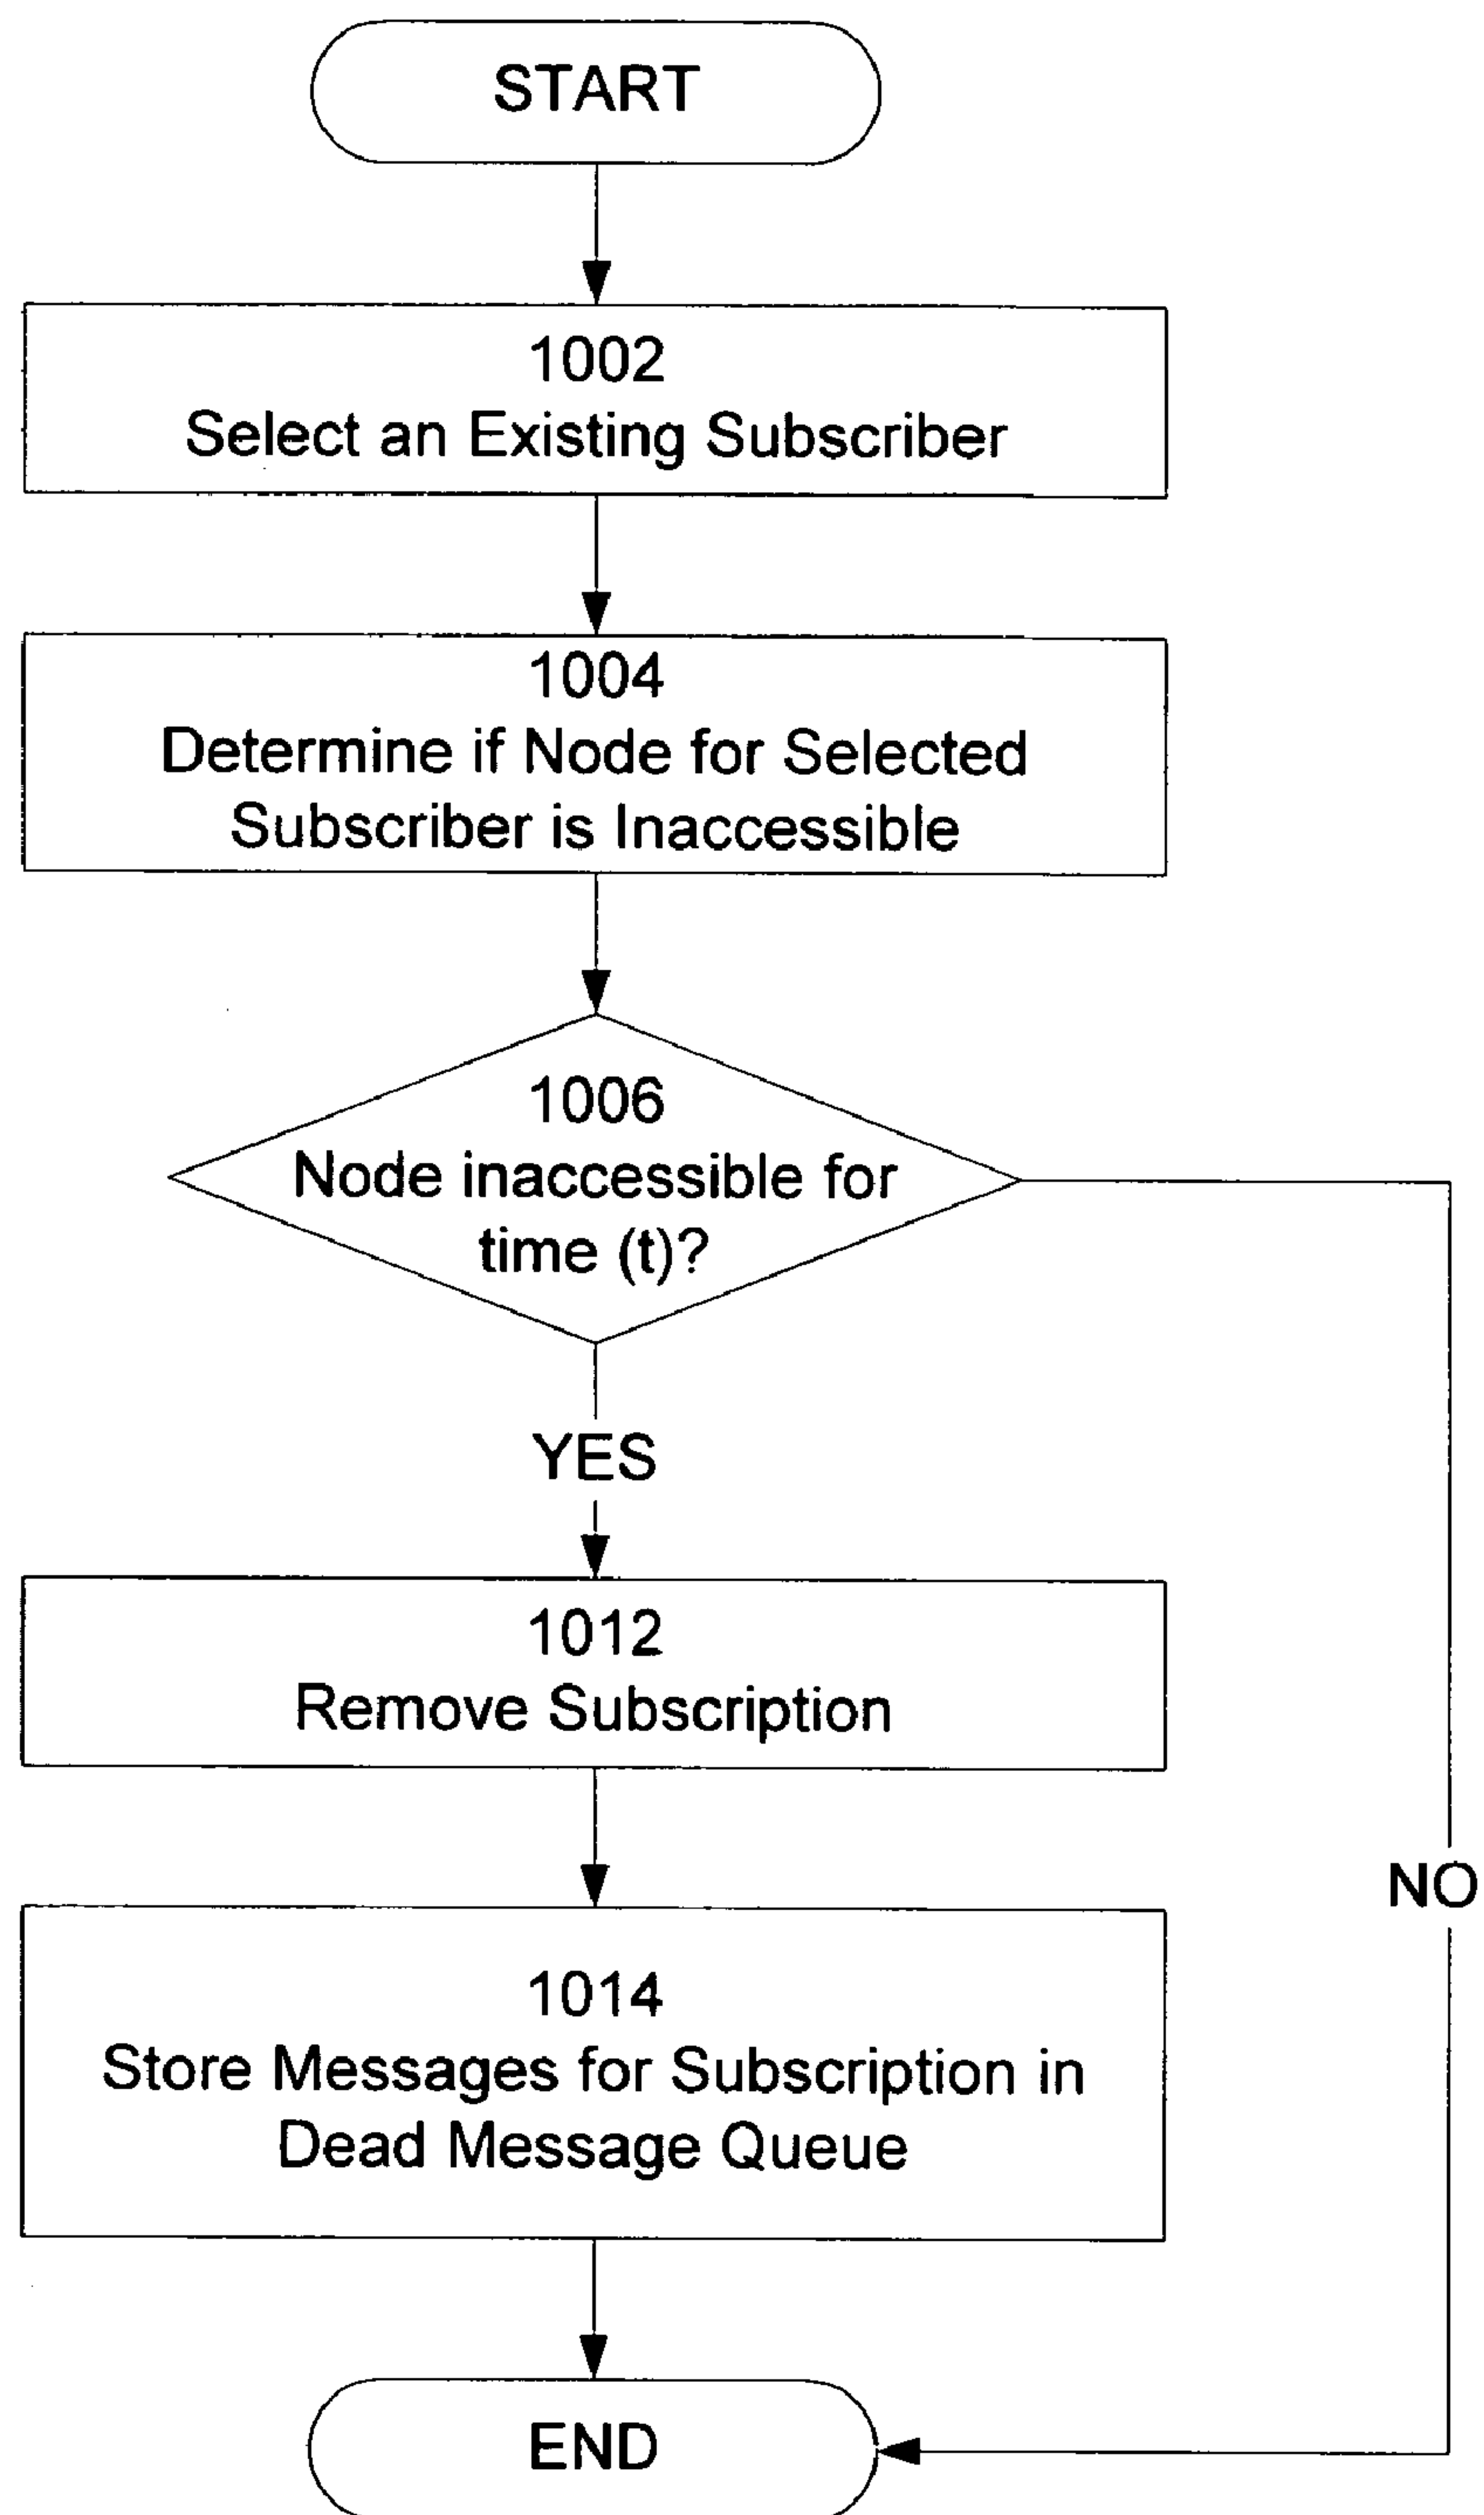 START
1002
Select an Existing Subscriber
1004
Determine if Node for Selected
Subscriber is Inaccessible
1006
Node inaccessible for
time (t)?
YES
1012
Remove Subscription
NO
1014
Store Messages for Subscription in
Dead Message Queue
END